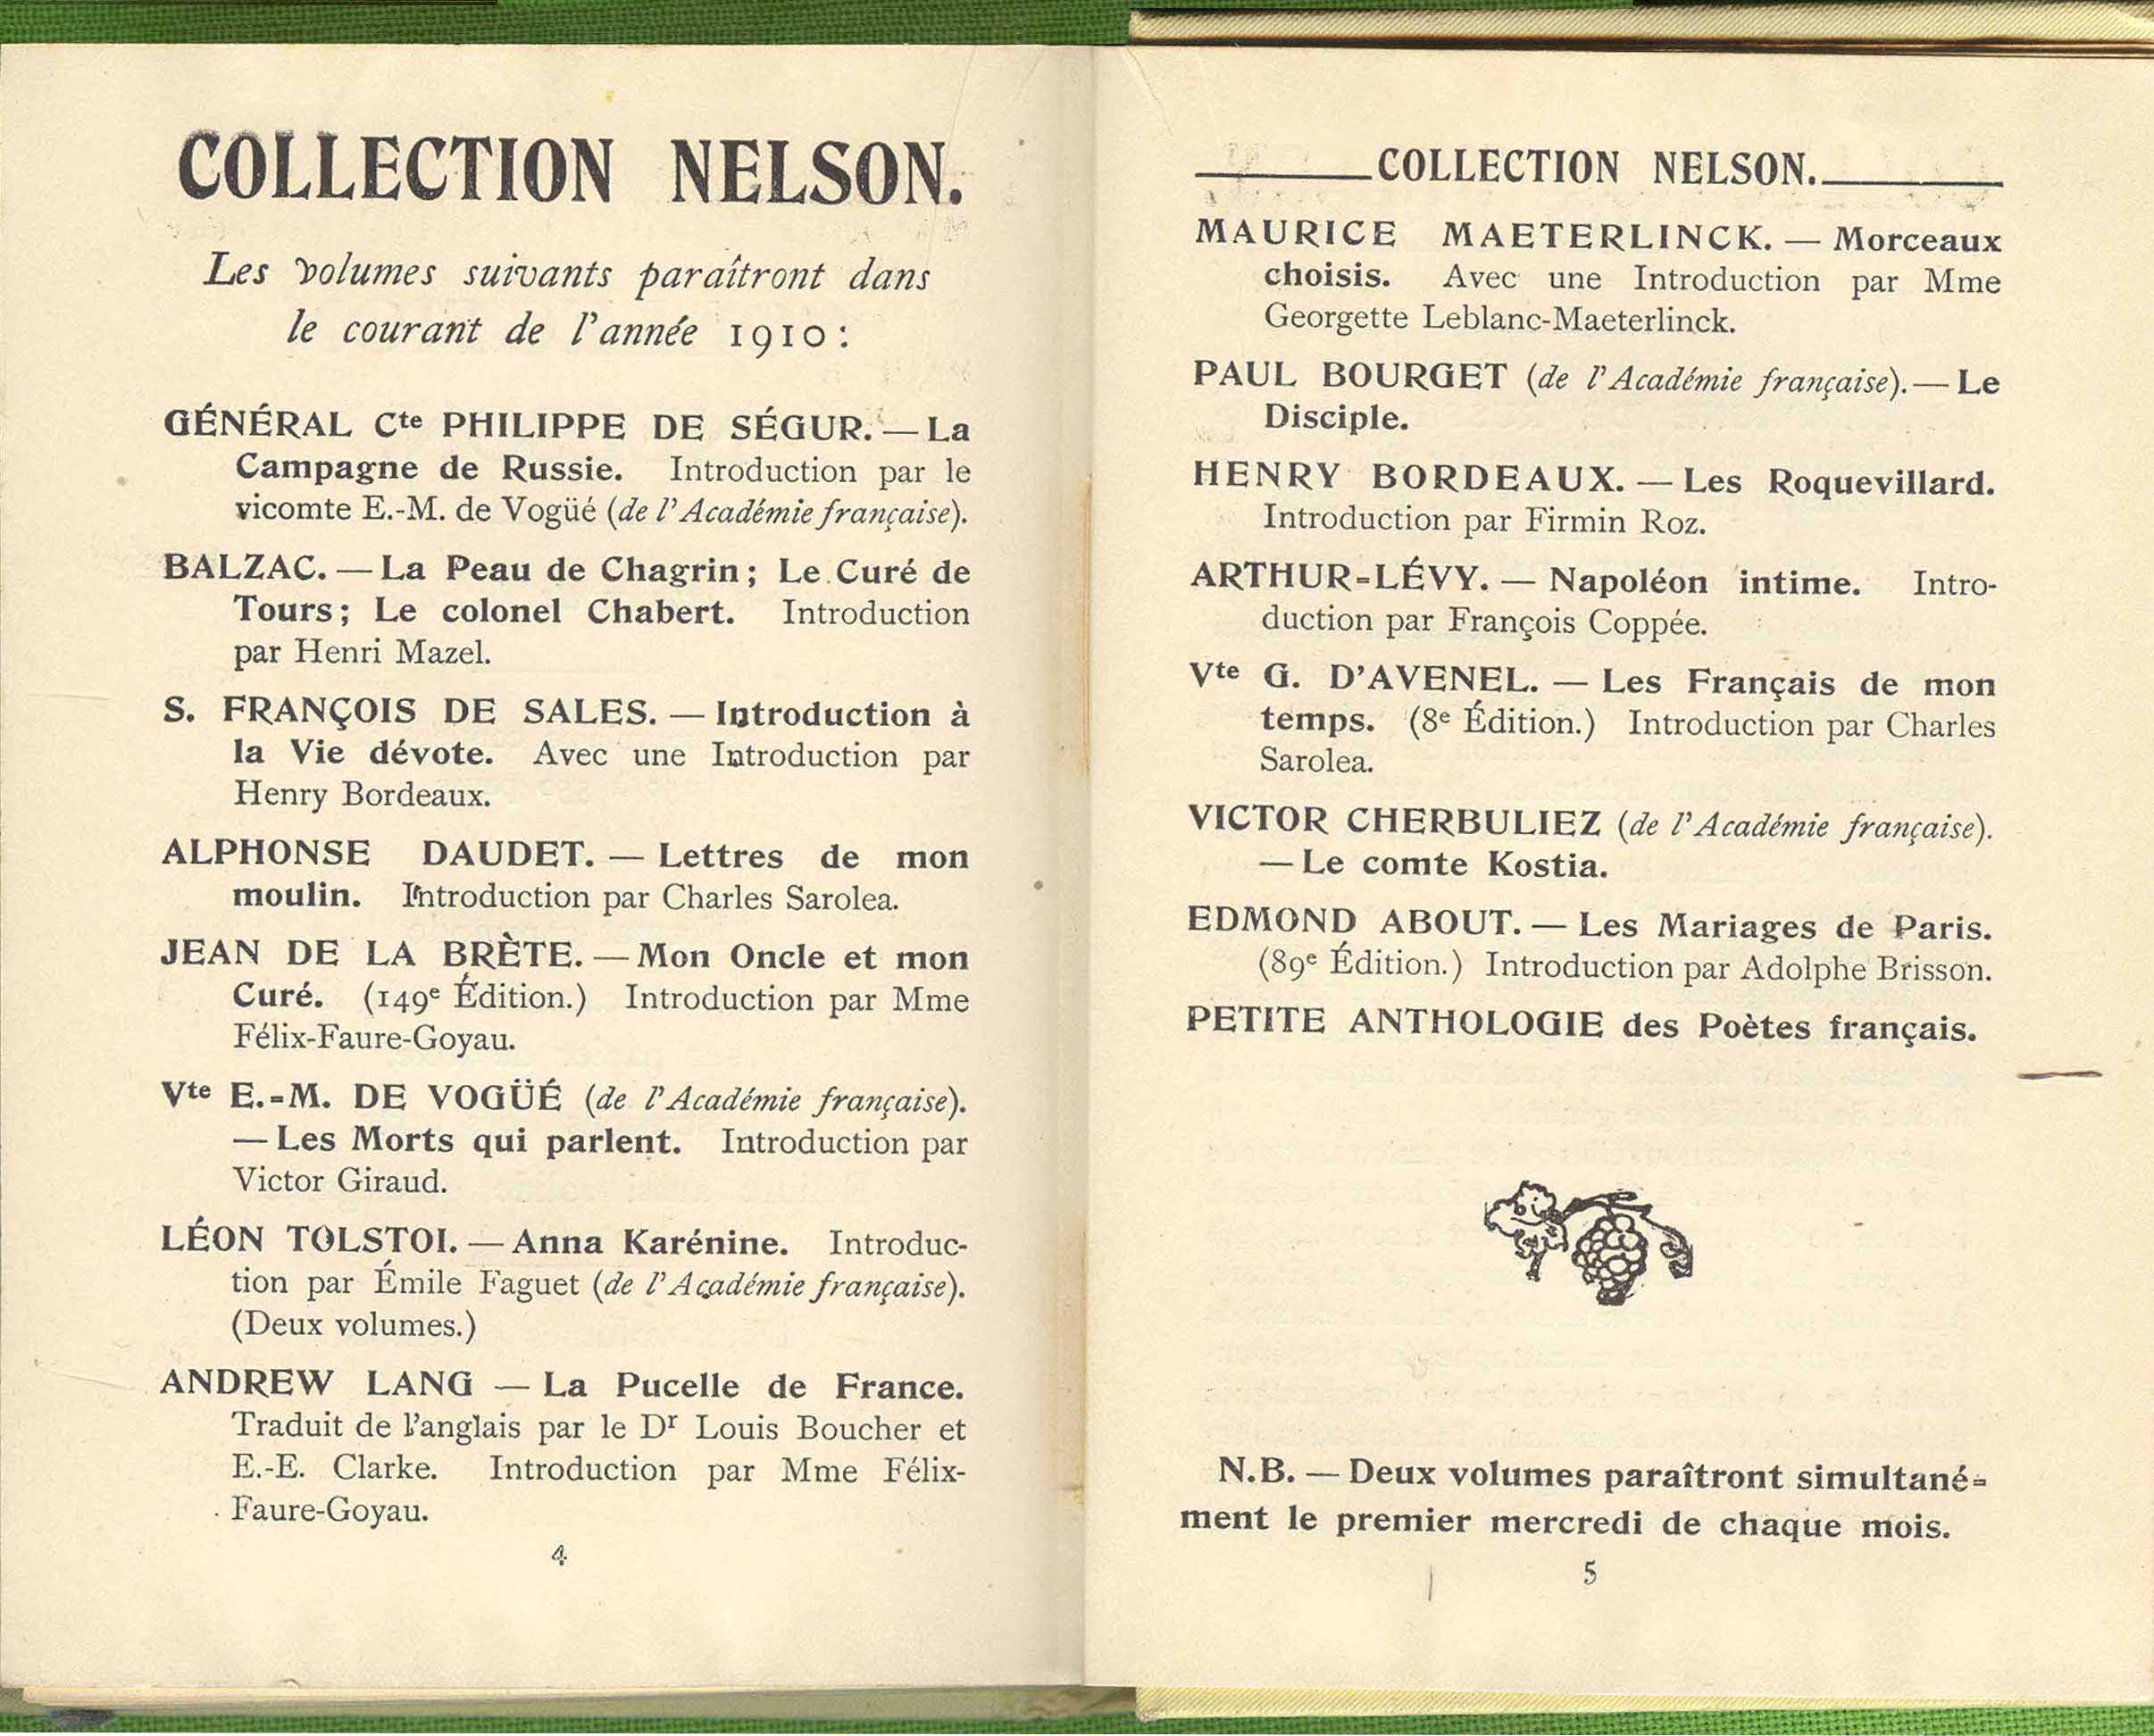 COLLECTION NELSON.
Les volumes suivants paraîtront dans
le courant de l'année 1910 :
GÉNÉRAL Cte PHILIPPE DE SÉGUR. — La
Campagne de Russie. Introduction par le
vicomte E.-M. de Vogüé (de l'Académie française).
BALZAC. — La Peau de Chagrin ; Le Curé de
Tours ; Le colonel Chabert. Introduction
par Henri Mazel.
S. FRANÇOIS DE SALES. — Introduction à
la Vie dévote. Avec une Introduction par
Henry Bordeaux.
ALPHONSE DAUDET. — Lettres de mon
moulin. Introduction par Charles Sarolea.
JEAN DE LA BRÈTE. — Mon Oncle et mon
Curé. (149e Édition.) Introduction par Mme
Félix-Faure-Goyau.
Vte E.-M. DE VOGÜÉ (de l'Académie française).
— Les Morts qui parlent. Introduction par
Victor Giraud.
LÉON TOLSTOI. — Anna Karénine. Introduc-
tion par Émile Faguet (de l'Académie française).
(Deux volumes.)
ANDREW LANG — La Pucelle de France.
Traduit de l'anglais par le Dr Louis Boucher et
E.-E. Clarke. Introduction par Mme Félix-
Faure-Goyau.
4
COLLECTION NELSON.
MAURICE MAETERLINCK. — Morceaux
choisis. Avec une Introduction par Mme
Georgette Leblanc-Maeterlinck.
PAUL BOURGET (de l'Académie française). — Le
Disciple.
HENRY BORDEAUX. — Les Roquevillard.
Introduction par Firmin Roz.
ARTHUR-LÉVY. — Napoléon intime. Intro-
duction par François Coppée.
Vte G. D'AVENEL. — Les Français de mon
temps. (8e Édition.) Introduction par Charles
Sarolea.
VICTOR CHERBULIEZ (de l'Académie française).
— Le comte Kostia.
EDMOND ABOUT. — Les Mariages de Paris.
(89e Édition.) Introduction par Adolphe Brisson.
PETITE ANTHOLOGIE des Poètes français.
N.B. — Deux volumes paraîtront simultané-
ment le premier mercredi de chaque mois.
5